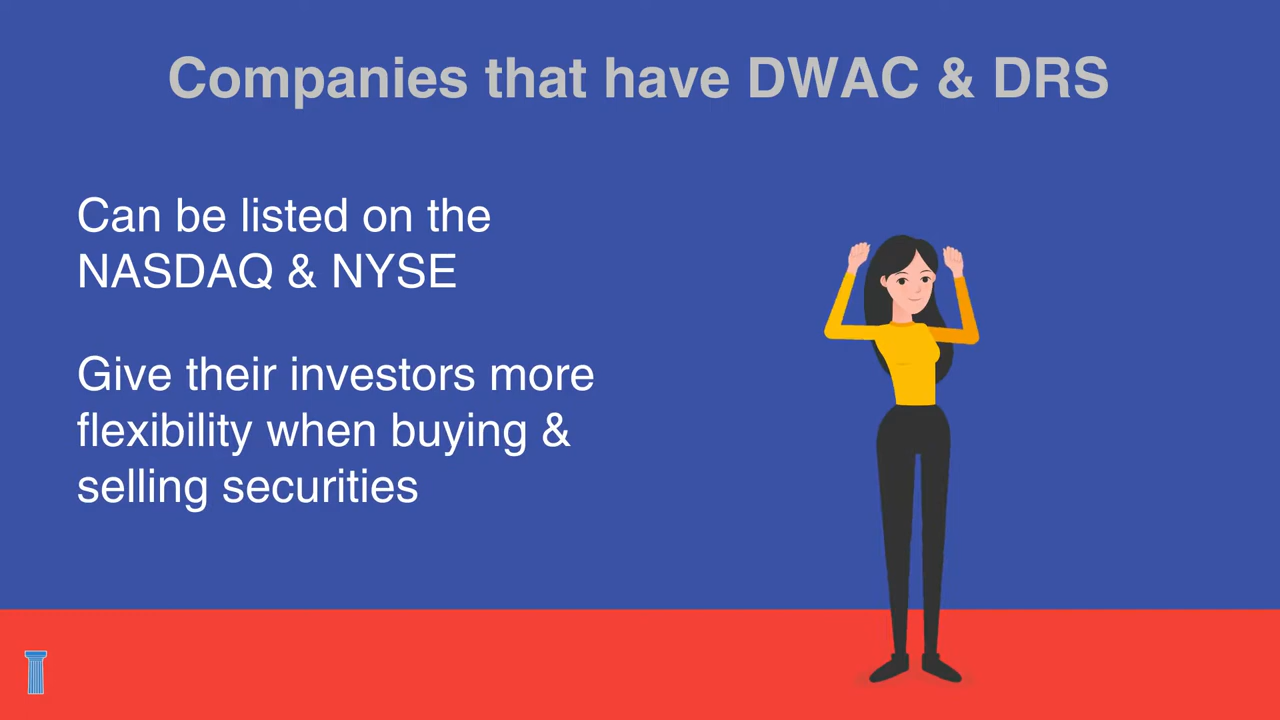 Companies that have DWAC & DRS
Can be listed on the
NASDAQ & NYSE
Give their investors more
flexibility when buying &
selling securities